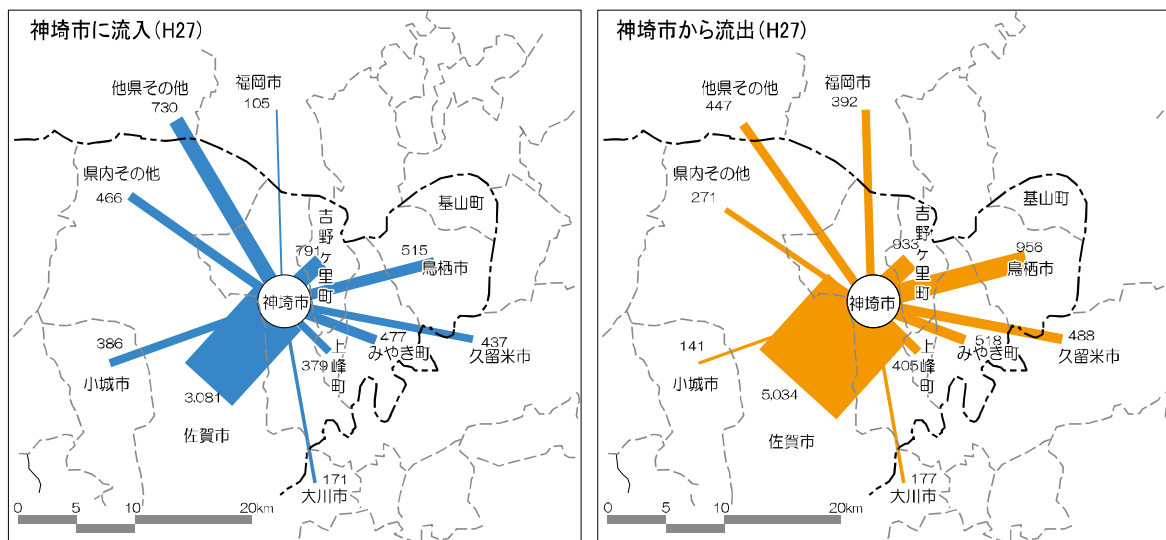 神埼市に流入(H27)
他県その他
730
福岡市
105
県内その他
466
基山町
吉野ヶ里町
791
515
鳥栖市
神埼市
386
小城市
3,081
佐賀市
379
上峰町
477
みやき町
437
久留米市
171
大川市
0 5 10 20km
神埼市から流出(H27)
他県その他
447
福岡市
392
県内その他
271
基山町
吉野ヶ里町
933
956
鳥栖市
神埼市
141
小城市
5,034
佐賀市
405
上峰町
518
みやき町
488
久留米市
177
大川市
0 5 10 20km